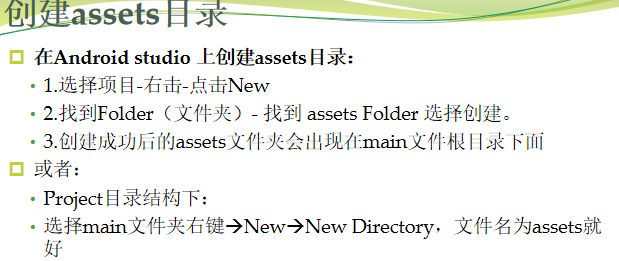 创建assets目录
在Android studio 上创建assets目录：
1.选择项目-右击-点击New
2.找到Folder（文件夹）- 找到 assets Folder 选择创建。
3.创建成功后的assets文件夹会出现在main文件根目录下面
或者：
Project目录结构下：
选择main文件夹右键→New→New Directory，文件名为assets就
好